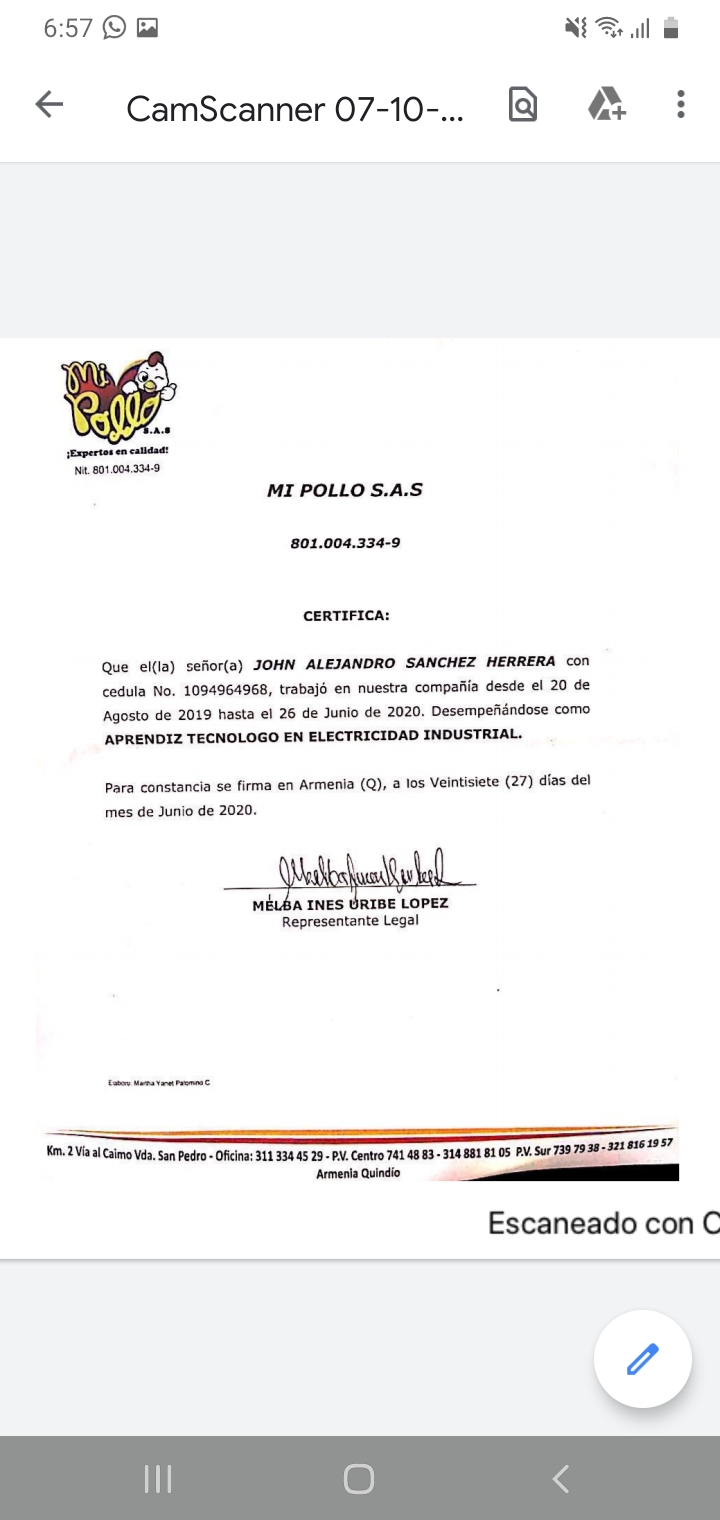 6:57
CamScanner 07-10-...
Mi
Pollo
S.A.S
¡Expertos en calidad!
Nit. 801.004.334-9
MI POLLO S.A.S
801.004.334-9
CERTIFICA:
Que el(la) señor(a) JOHN ALEJANDRO SANCHEZ HERRERA con
cedula No. 1094964968, trabajó en nuestra compañía desde el 20 de
Agosto de 2019 hasta el 26 de Junio de 2020. Desempeñándose como
APRENDIZ TECNOLOGO EN ELECTRICIDAD INDUSTRIAL.
Para constancia se firma en Armenia (Q), a los Veintisiete (27) días del
mes de Junio de 2020.
MELBA INES URIBE LOPEZ
Representante Legal
Elaboro: Martha Yanet Palomino C
Km. 2 Vía al Caimo Vda. San Pedro - Oficina: 311 334 45 29 - P.V. Centro 741 48 83 - 314 881 81 05 P.V. Sur 739 79 38 - 321 816 19 57
Armenia Quindío
Escaneado con C